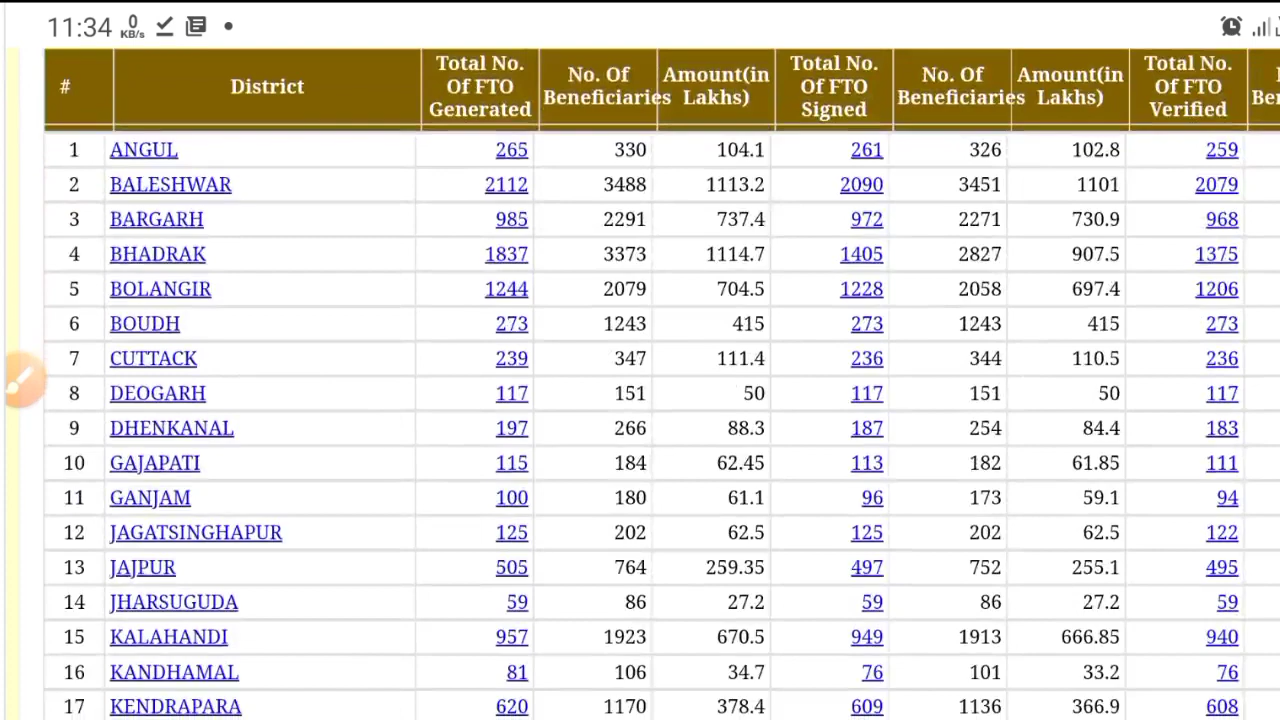 11:34 0 KB/s
# District Total No. Of FTO Generated No. Of Beneficiaries Amount(in Lakhs) Total No. Of FTO Signed No. Of Beneficiaries Amount(in Lakhs) Total No. Of FTO Verified
1 ANGUL 265 330 104.1 261 326 102.8 259
2 BALESHWAR 2112 3488 1113.2 2090 3451 1101 2079
3 BARGARH 985 2291 737.4 972 2271 730.9 968
4 BHADRAK 1837 3373 1114.7 1405 2827 907.5 1375
5 BOLANGIR 1244 2079 704.5 1228 2058 697.4 1206
6 BOUDH 273 1243 415 273 1243 415 273
7 CUTTACK 239 347 111.4 236 344 110.5 236
8 DEOGARH 117 151 50 117 151 50 117
9 DHENKANAL 197 266 88.3 187 254 84.4 183
10 GAJAPATI 115 184 62.45 113 182 61.85 111
11 GANJAM 100 180 61.1 96 173 59.1 94
12 JAGATSINGHAPUR 125 202 62.5 125 202 62.5 122
13 JAJPUR 505 764 259.35 497 752 255.1 495
14 JHARSUGUDA 59 86 27.2 59 86 27.2 59
15 KALAHANDI 957 1923 670.5 949 1913 666.85 940
16 KANDHAMAL 81 106 34.7 76 101 33.2 76
17 KENDRAPARA 620 1170 378.4 609 1136 366.9 608